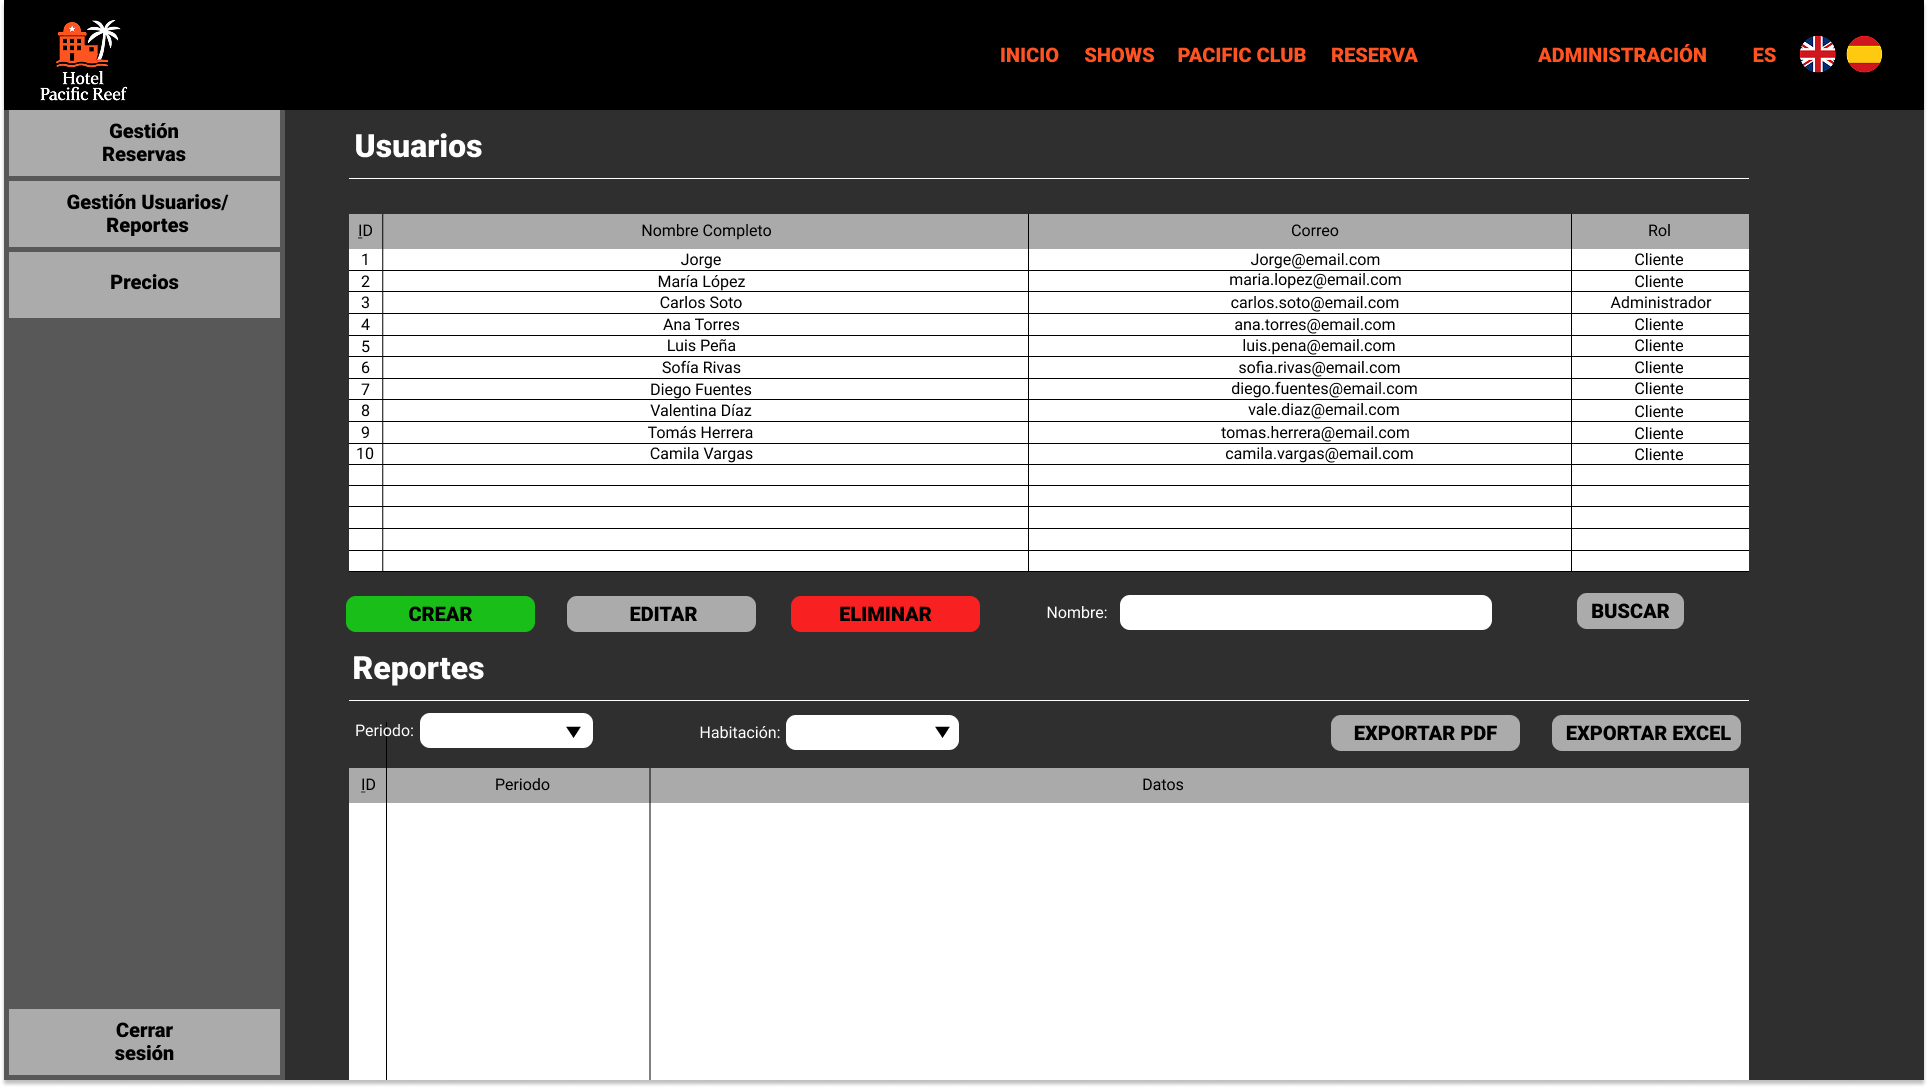 Hotel
Pacific Reef
INICIO SHOWS PACIFIC CLUB RESERVA ADMINISTRACIÓN ES
Gestión
Reservas
Gestión Usuarios/
Reportes
Precios
Cerrar
sesión
Usuarios
ID Nombre Completo Correo Rol
1 Jorge Jorge@email.com Cliente
2 María López maria.lopez@email.com Cliente
3 Carlos Soto carlos.soto@email.com Administrador
4 Ana Torres ana.torres@email.com Cliente
5 Luis Peña luis.pena@email.com Cliente
6 Sofía Rivas sofia.rivas@email.com Cliente
7 Diego Fuentes diego.fuentes@email.com Cliente
8 Valentina Díaz vale.diaz@email.com Cliente
9 Tomás Herrera tomas.herrera@email.com Cliente
10 Camila Vargas camila.vargas@email.com Cliente
CREAR EDITAR ELIMINAR Nombre: BUSCAR
Reportes
Periodo: Habitación: EXPORTAR PDF EXPORTAR EXCEL
ID Periodo Datos